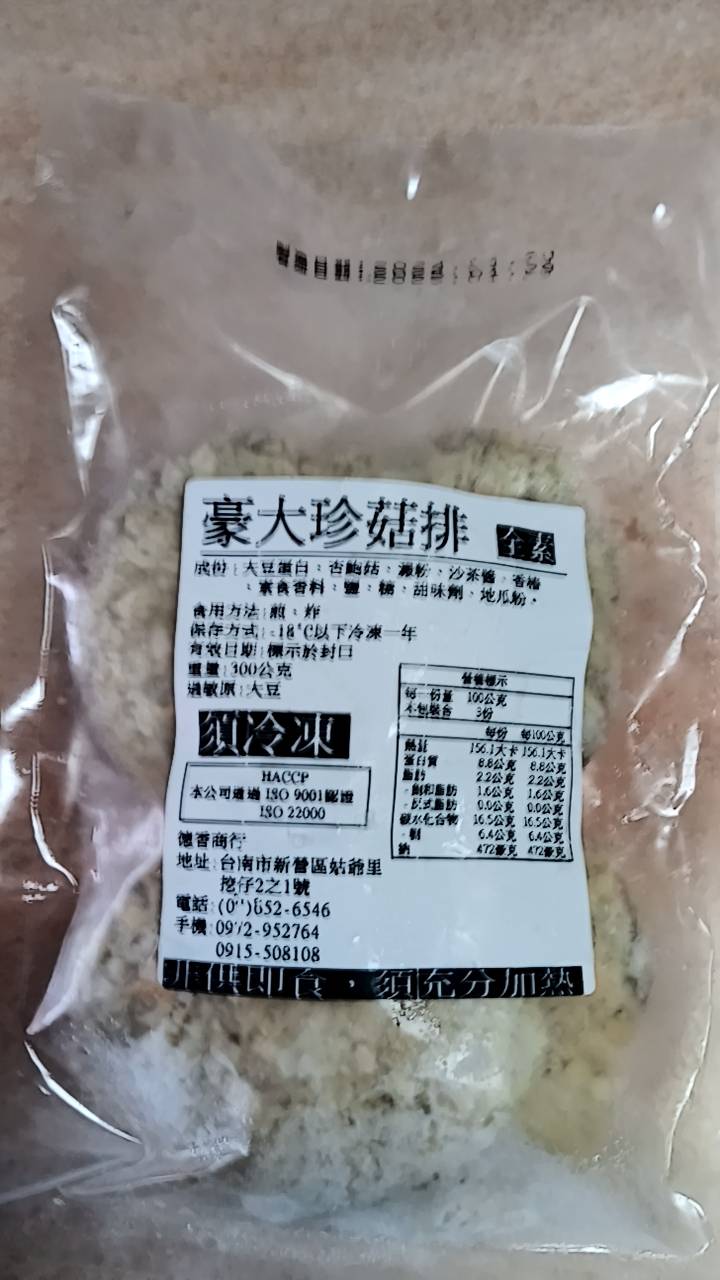 豪大珍菇排 全素
成份:大豆蛋白、杏鮑菇、澱粉、沙茶醬、香椿
、素食香料、鹽、糖、甜味劑、地瓜粉。
食用方法:煎、炸
保存方式:-18°C以下冷凍一年
有效日期:標示於封口
重量:300公克
過敏原:大豆
須冷凍
HACCP
本公司通過 ISO 9001認證
ISO 22000
營養標示
每一份量 100公克
本包裝含 3份
每份 每100公克
熱量 156.1大卡 156.1大卡
蛋白質 8.8公克 8.8公克
脂肪 2.2公克 2.2公克
-飽和脂肪 1.6公克 1.6公克
-反式脂肪 0.0公克 0.0公克
碳水化合物 16.5公克 16.5公克
-糖 6.4公克 6.4公克
鈉 472毫克 472毫克
德香商行
地址:台南市新營區姑爺里
挖仔2之1號
電話: 652-6546
手機:0972-952764
0915-508108
非供即食，須充分加熱